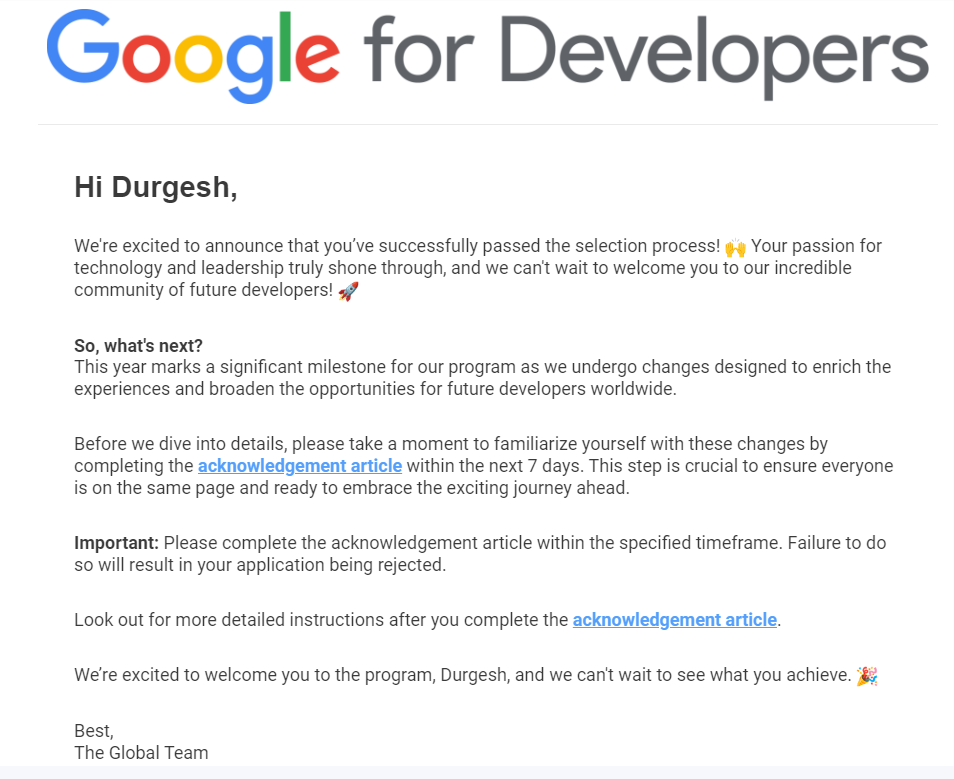 Google for Developers
Hi Durgesh,
We're excited to announce that you’ve successfully passed the selection process! 🙌 Your passion for
technology and leadership truly shone through, and we can't wait to welcome you to our incredible
community of future developers! 🚀
So, what's next?
This year marks a significant milestone for our program as we undergo changes designed to enrich the
experiences and broaden the opportunities for future developers worldwide.
Before we dive into details, please take a moment to familiarize yourself with these changes by
completing the acknowledgement article within the next 7 days. This step is crucial to ensure everyone
is on the same page and ready to embrace the exciting journey ahead.
Important: Please complete the acknowledgement article within the specified timeframe. Failure to do
so will result in your application being rejected.
Look out for more detailed instructions after you complete the acknowledgement article.
We’re excited to welcome you to the program, Durgesh, and we can't wait to see what you achieve. 🎉
Best,
The Global Team